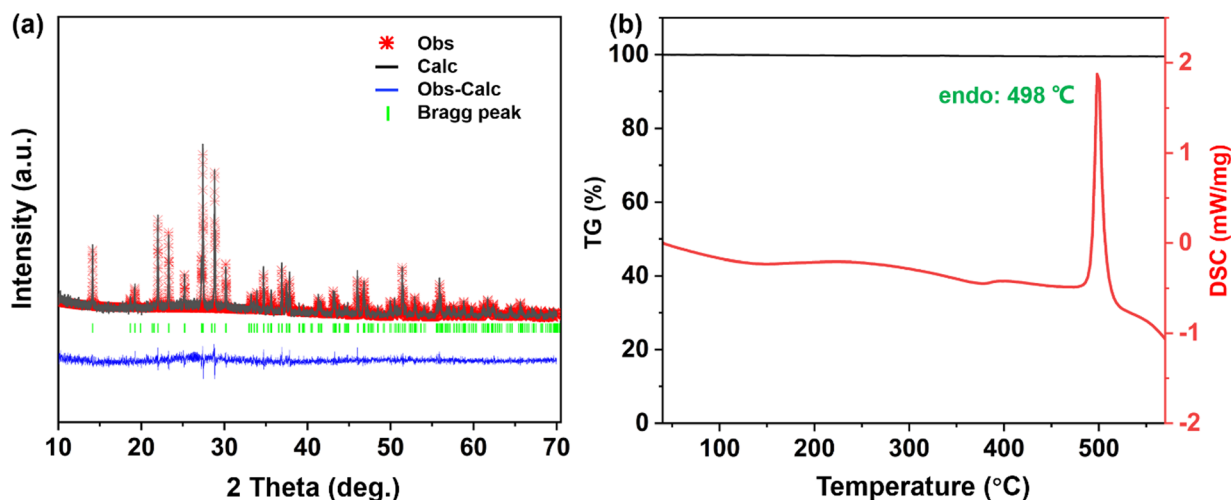 (a)
Obs
Calc
Obs-Calc
Bragg peak
Intensity (a.u.)
10 20 30 40 50 60 70
2 Theta (deg.)
(b)
endo: 498 ℃
TG (%)
100
80
60
40
20
0
DSC (mW/mg)
2
1
0
-1
-2
100 200 300 400 500
Temperature (°C)